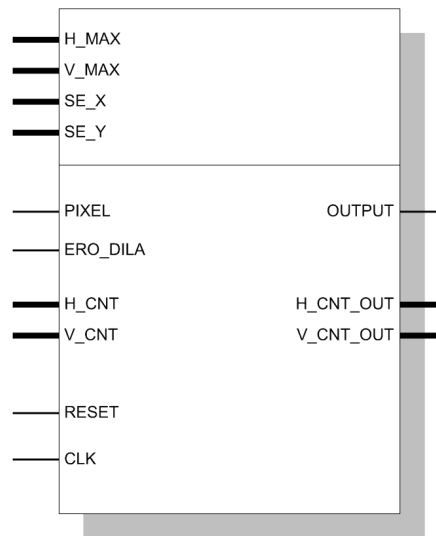 H_MAX
V_MAX
SE_X
SE_Y
PIXEL OUTPUT
ERO_DILA
H_CNT H_CNT_OUT
V_CNT V_CNT_OUT
RESET
CLK